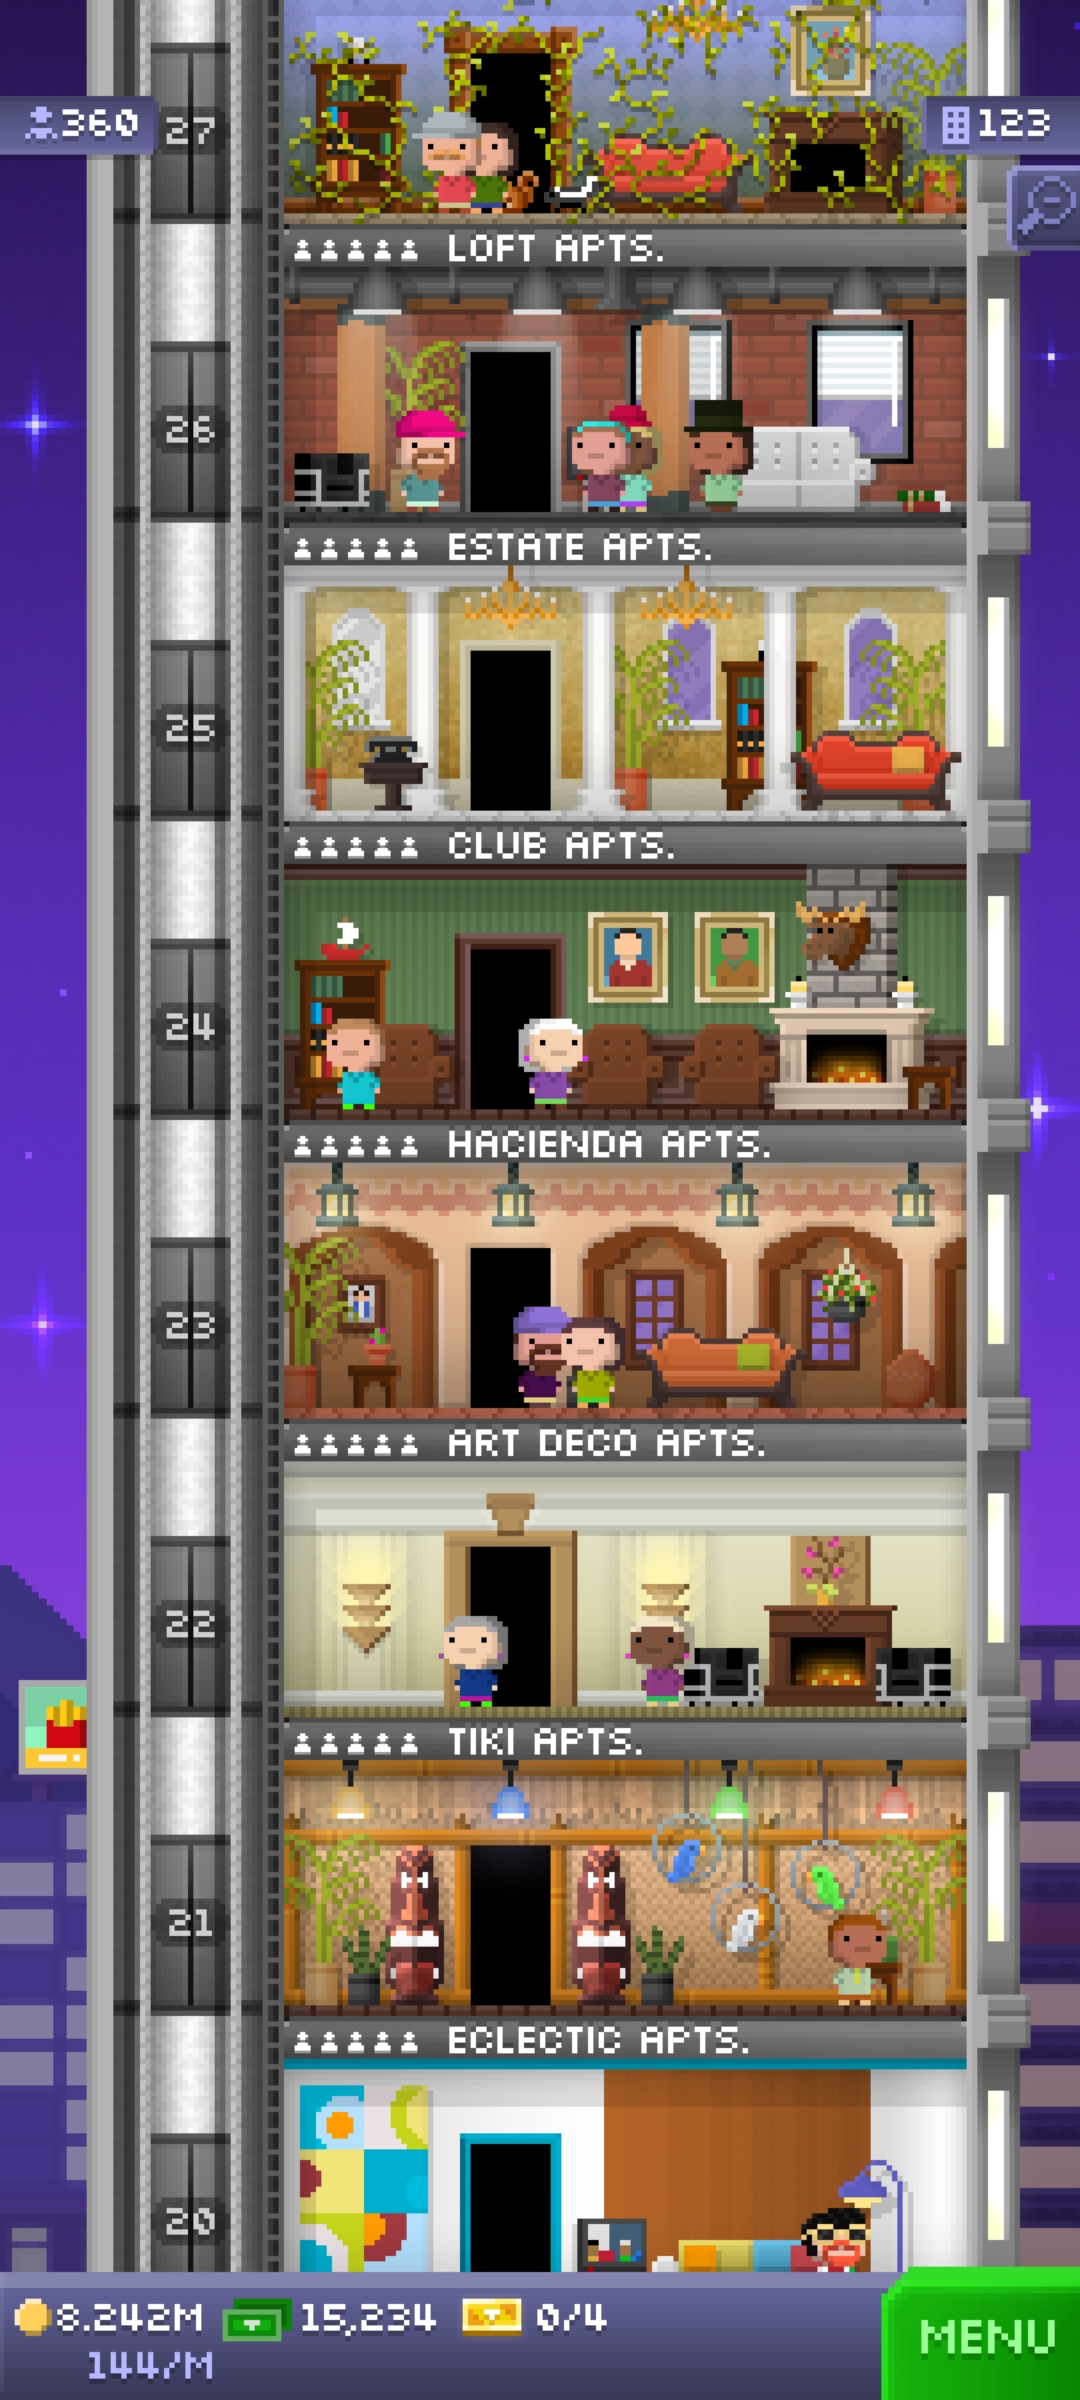 360
123
27
LOFT APTS.
26
ESTATE APTS.
25
CLUB APTS.
24
HACIENDA APTS.
23
ART DECO APTS.
22
TIKI APTS.
21
ECLECTIC APTS.
20
8.242M 15,234 0/4
144/M
MENU